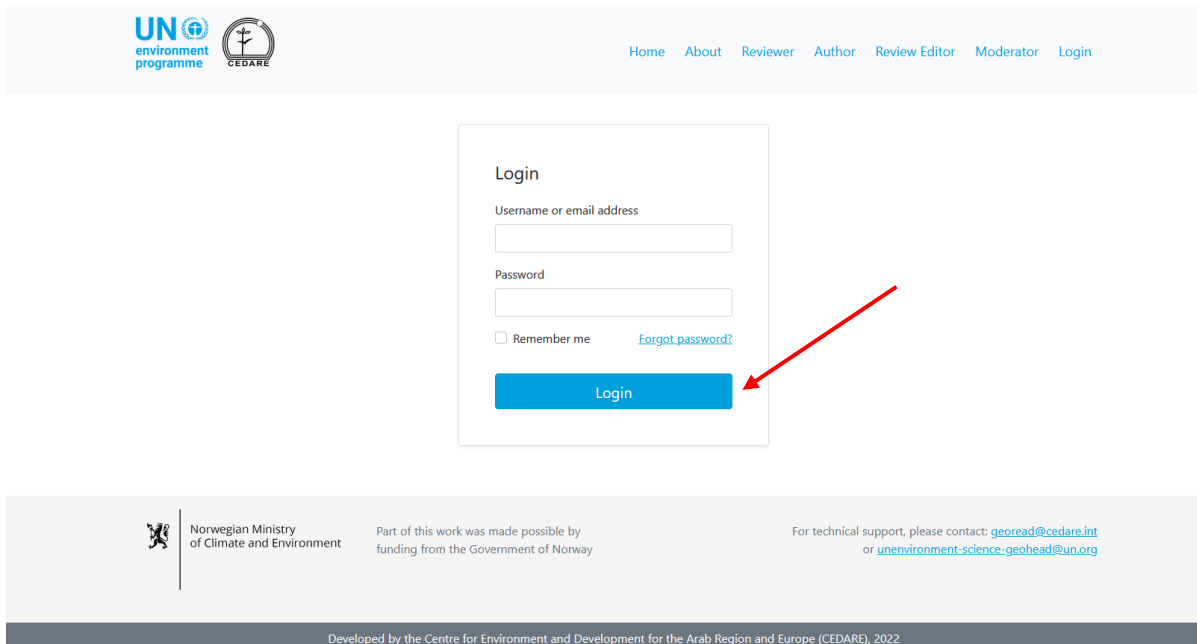 UN
environment
programme
CEDARE
Home About Reviewer Author Review Editor Moderator Login
Login
Username or email address
Password
Remember me Forgot password?
Login
Norwegian Ministry
of Climate and Environment
Part of this work was made possible by
funding from the Government of Norway
For technical support, please contact: georead@cedare.int
or unenvironment-science-geohead@un.org
Developed by the Centre for Environment and Development for the Arab Region and Europe (CEDARE), 2022